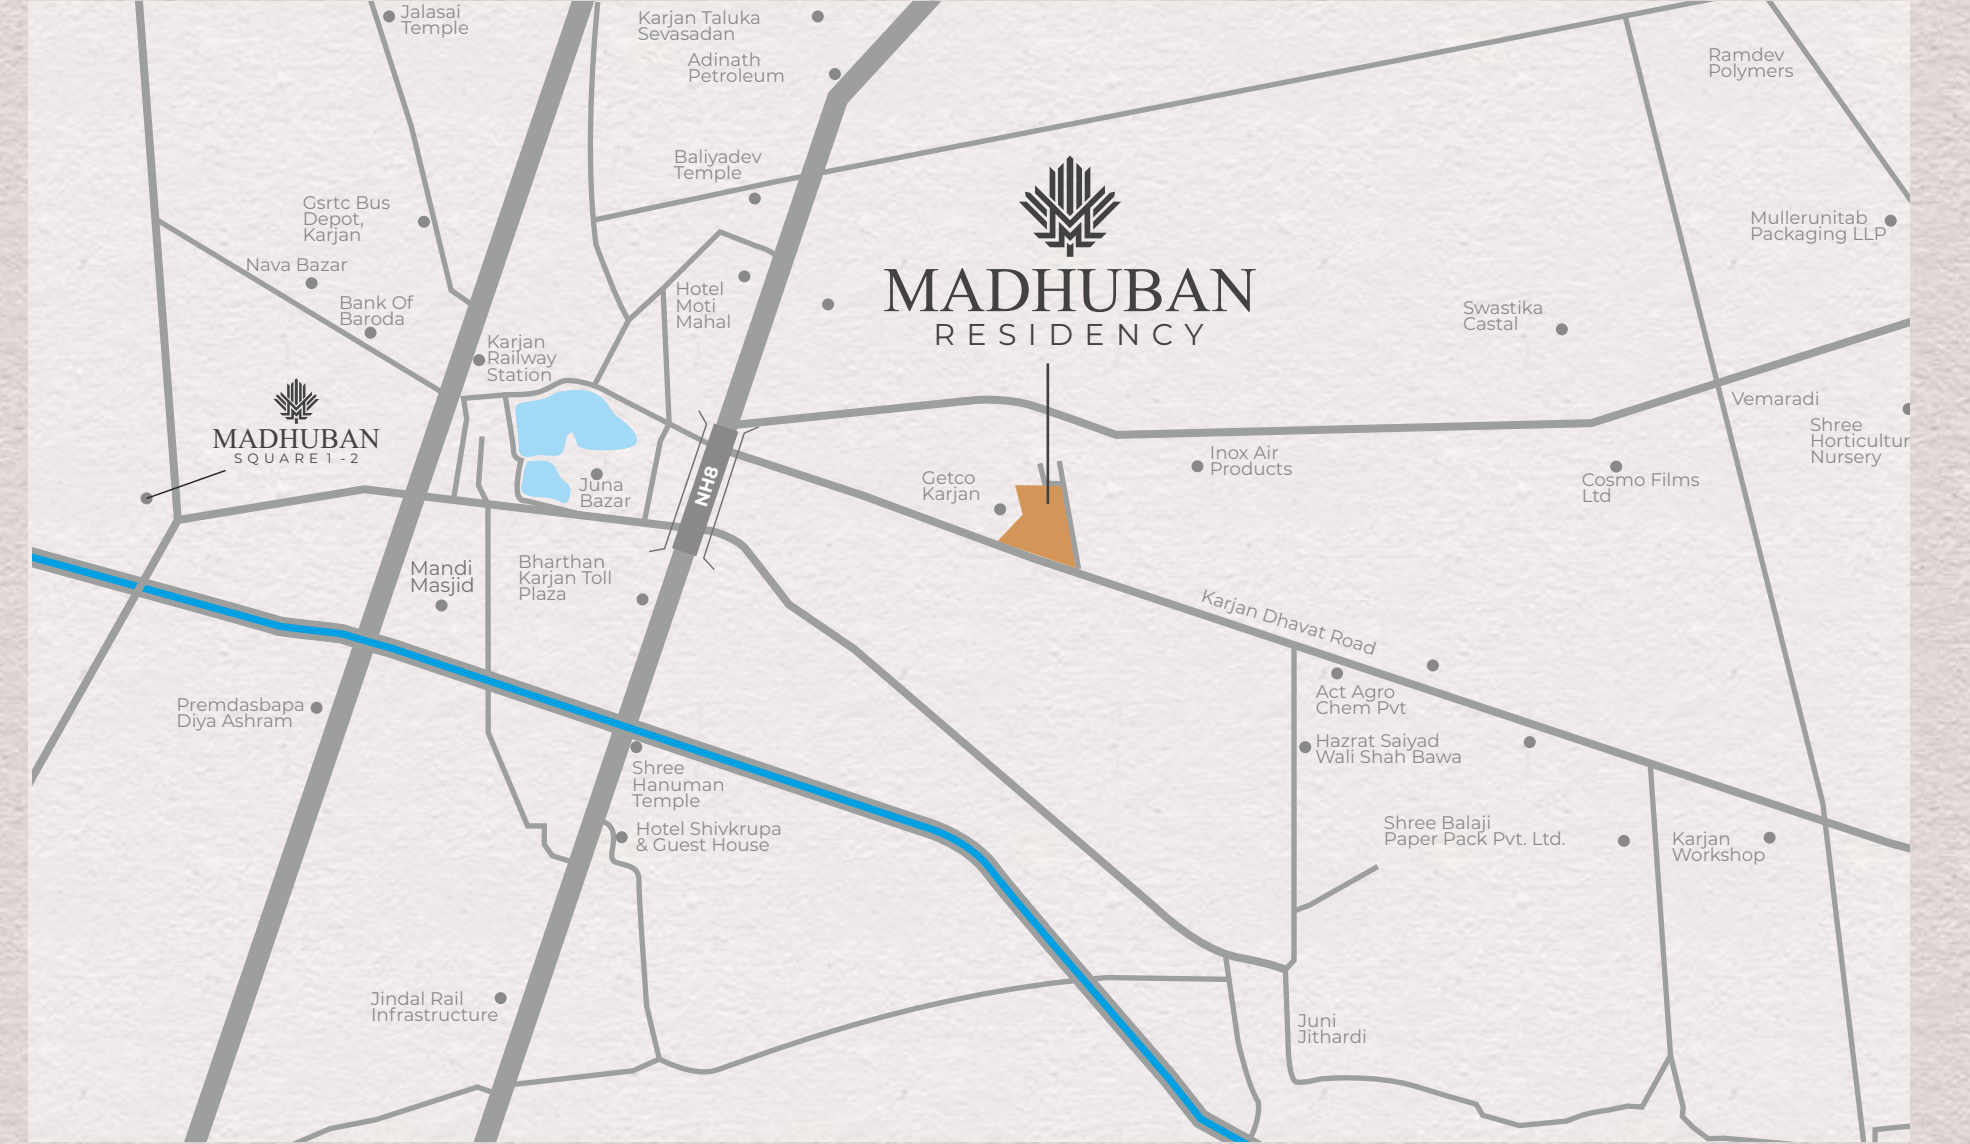 Jalasai
Temple
Karjan Taluka
Sevasadan
Adinath
Petroleum
Ramdev
Polymers
Baliyadev
Temple
Gsrtc Bus
Depot,
Karjan
Nava Bazar
Bank Of
Baroda
Hotel
Moti
Mahal
MADHUBAN
RESIDENCY
Mullerunitab
Packaging LLP
Swastika
Castal
Karjan
Railway
Station
MADHUBAN
SQUARE 1 - 2
Vemaradi
Shree
Horticultur
Nursery
Juna
Bazar
NH8
Getco
Karjan
Inox Air
Products
Cosmo Films
Ltd
Mandi
Masjid
Bharthan
Karjan Toll
Plaza
Karjan Dhavat Road
Premdasbapa
Diya Ashram
Act Agro
Chem Pvt
Hazrat Saiyad
Wali Shah Bawa
Shree
Hanuman
Temple
Hotel Shivkrupa
& Guest House
Shree Balaji
Paper Pack Pvt. Ltd.
Karjan
Workshop
Jindal Rail
Infrastructure
Juni
Jithardi